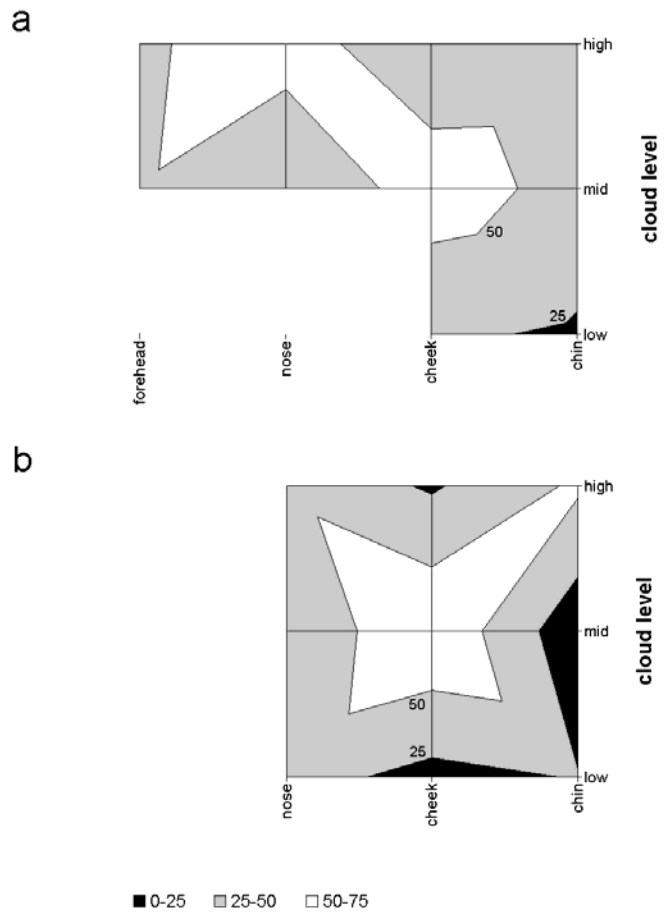 a
high
mid
50
25
low
forehead
nose
cheek
chin
cloud level
b
high
mid
50
25
low
nose
cheek
chin
cloud level
0-25 25-50 50-75